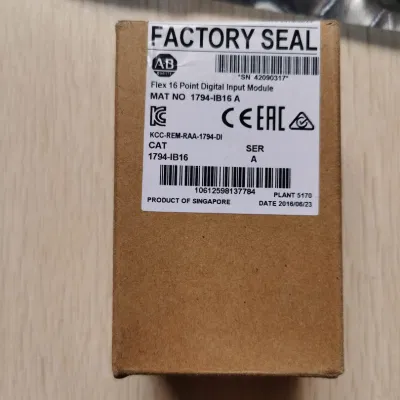 FACTORY SEAL
AB
*SN 42090317*
Flex 16 Point Digital Input Module
MAT NO 1794-IB16 A
CE EAC
KCC-REM-RAA-1794-DI
CAT SER
1794-IB16 A
10612598137784
PLANT 5170
PRODUCT OF SINGAPORE DATE 2016/06/23